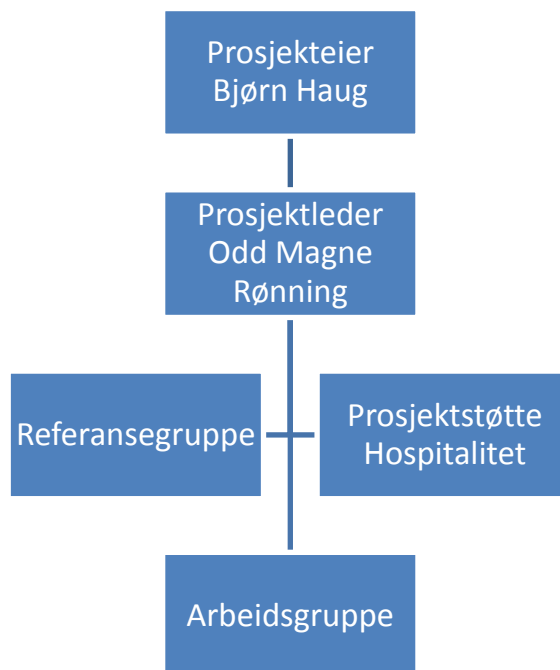 Prosjekteier
Bjørn Haug
Prosjektleder
Odd Magne
Rønning
Referansegruppe
Prosjektstøtte
Hospitalitet
Arbeidsgruppe